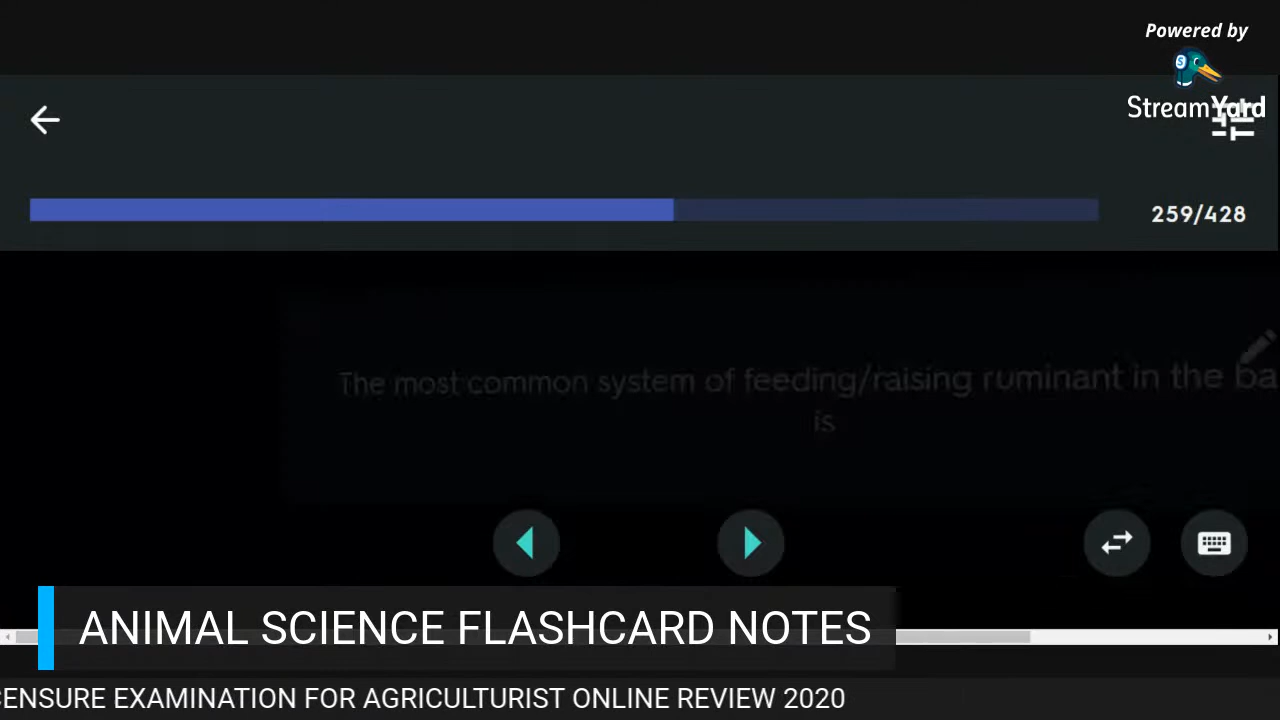 Powered by
StreamYard
259/428
The most common system of feeding/raising ruminant in the
is
ANIMAL SCIENCE FLASHCARD NOTES
EXAMINATION FOR AGRICULTURIST ONLINE REVIEW 2020